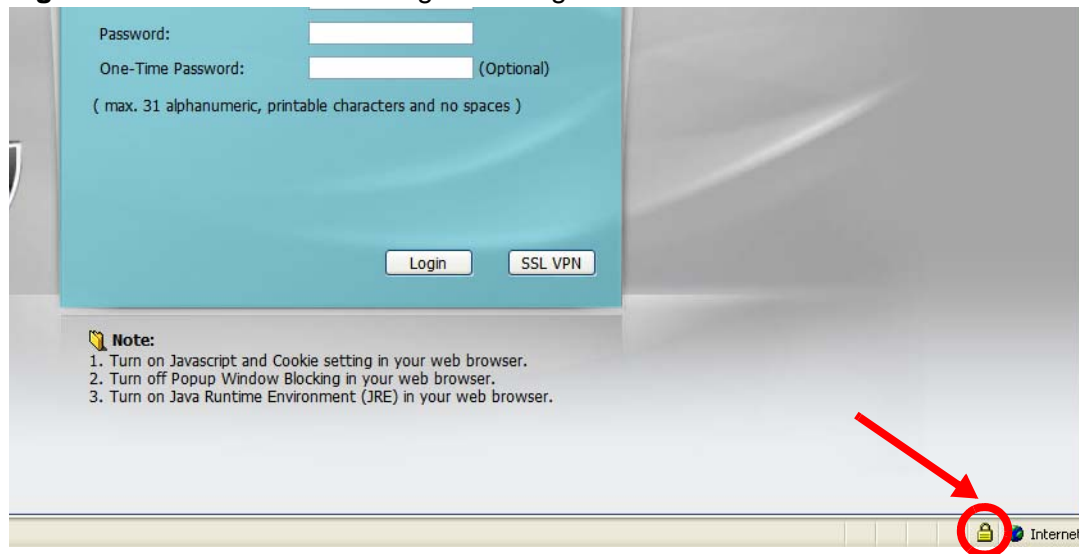 Password:
One-Time Password: (Optional)
( max. 31 alphanumeric, printable characters and no spaces )
Login SSL VPN
Note:
1. Turn on Javascript and Cookie setting in your web browser.
2. Turn off Popup Window Blocking in your web browser.
3. Turn on Java Runtime Environment (JRE) in your web browser.
Internet